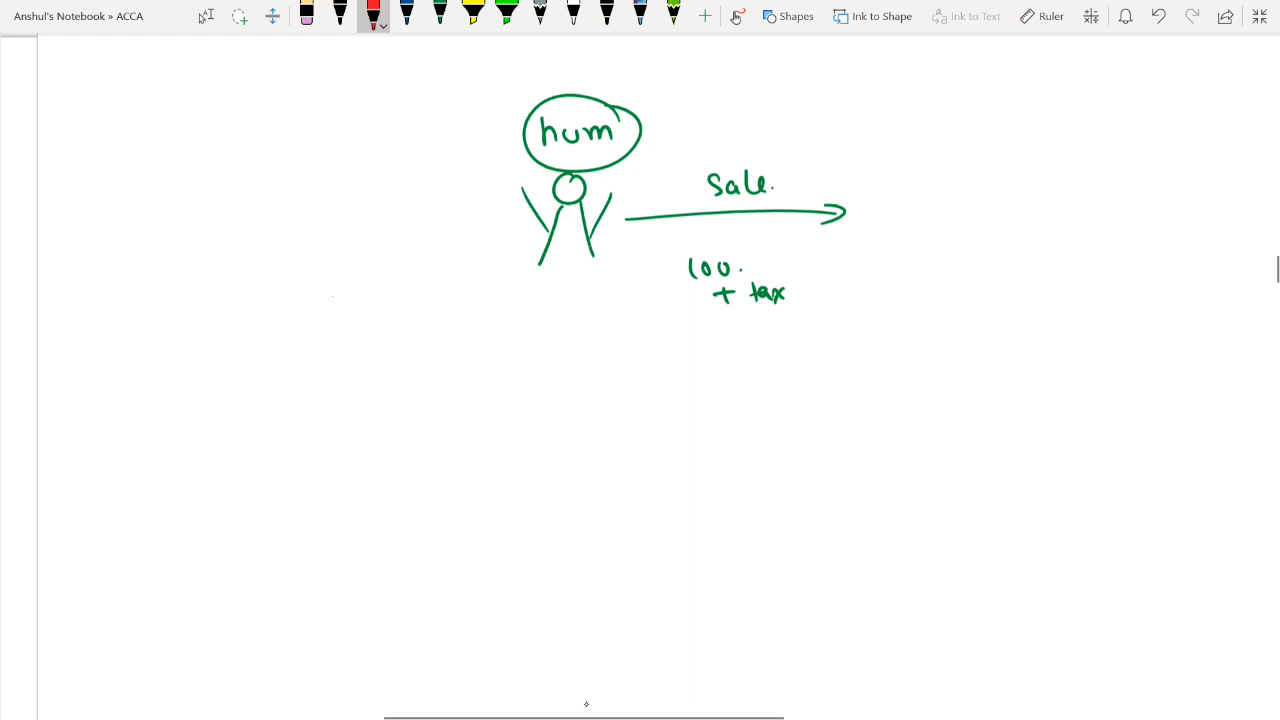 Anshul's Notebook » ACCA
Shapes
Ink to Shape
Ink to Text
Ruler
hum
Sale.
100.
+ tax